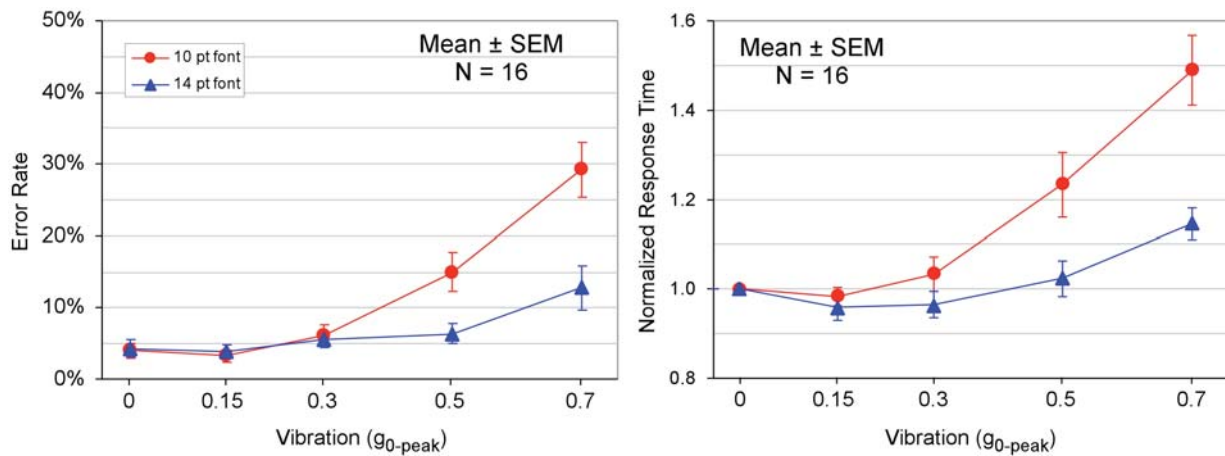 50%
40%
30%
20%
10%
0%
Error Rate
10 pt font
14 pt font
Mean ± SEM
N = 16
0 0.15 0.3 0.5 0.7
Vibration (g0-peak)
1.6
1.4
1.2
1.0
0.8
Normalized Response Time
Mean ± SEM
N = 16
0 0.15 0.3 0.5 0.7
Vibration (g0-peak)